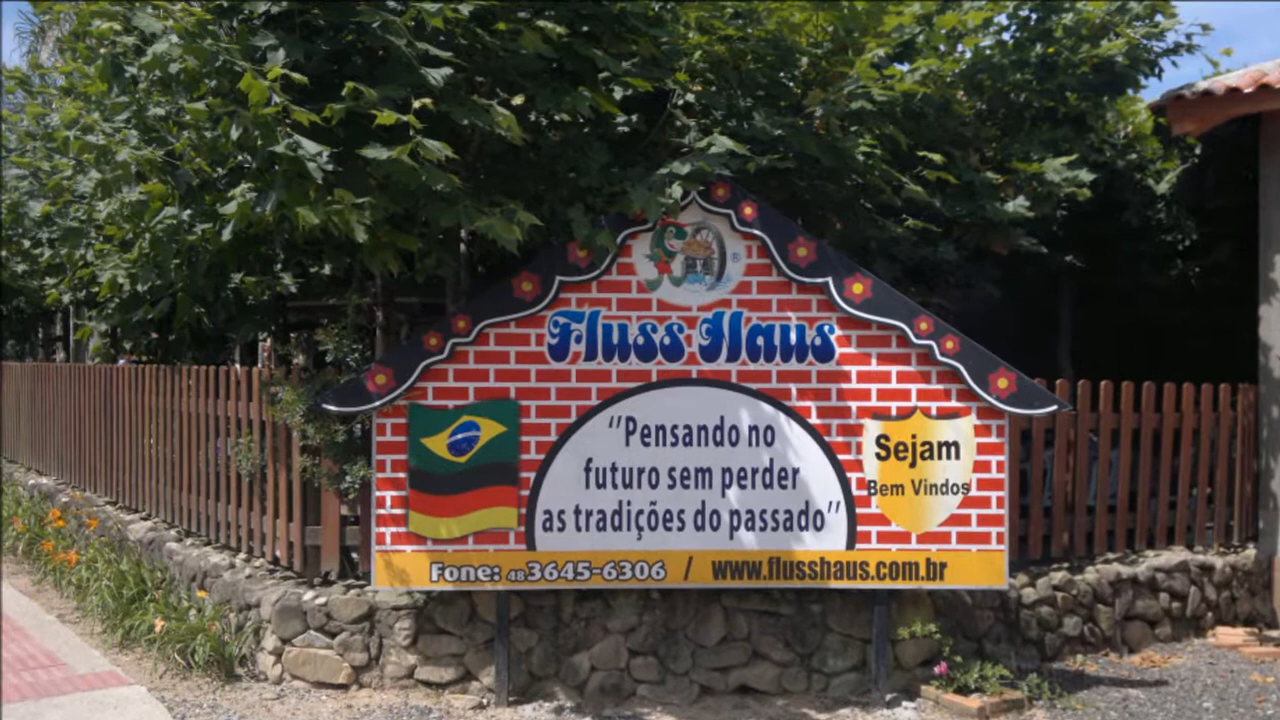 ®
Fluss Haus
‘’Pensando no
futuro sem perder
as tradições do passado’’
Sejam
Bem Vindos
Fone: 48 3645-6306 / www.flusshaus.com.br